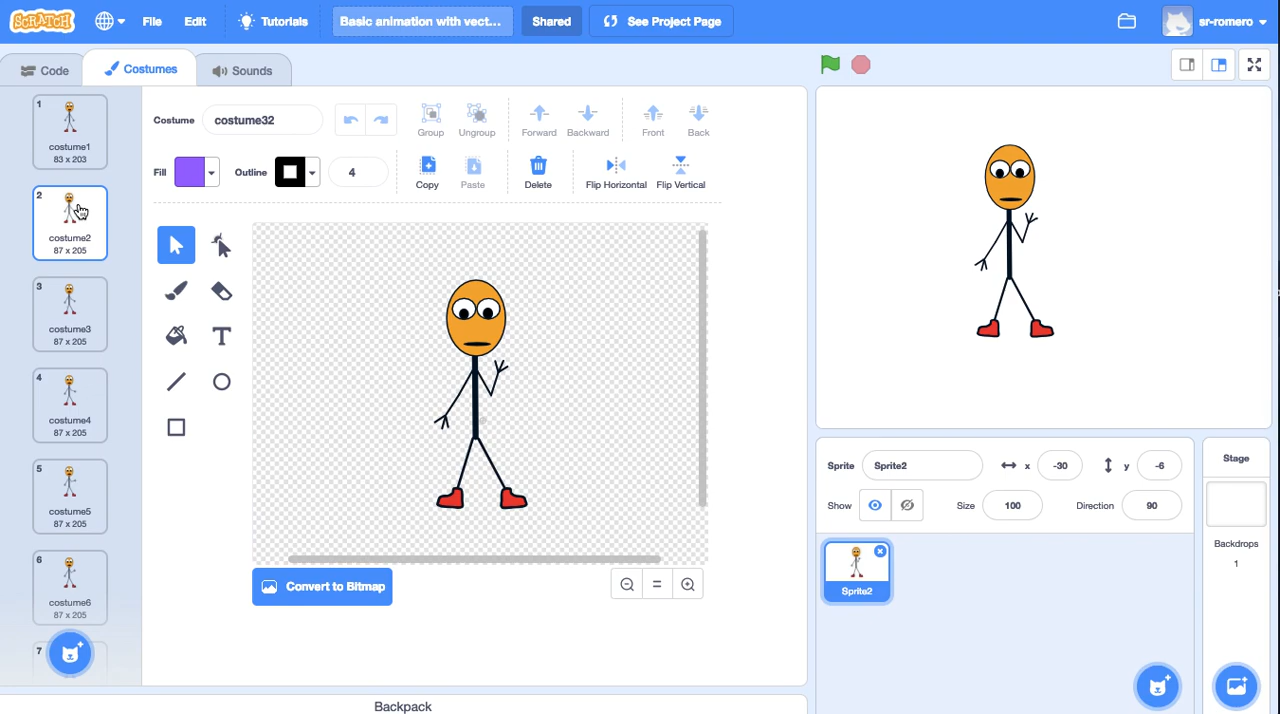 SCRATCH File Edit Tutorials Basic animation with vect... Shared See Project Page sr-romero
Code Costumes Sounds
1
costume1
83 x 203
2
costume2
87 x 205
3
costume3
87 x 205
4
costume4
87 x 205
5
costume5
87 x 205
6
costume6
87 x 205
7
Costume costume32 Group Ungroup Forward Backward Front Back
Fill Outline 4 Copy Paste Delete Flip Horizontal Flip Vertical
T
Convert to Bitmap
Backpack
Sprite Sprite2 x -30 y -6
Show Size 100 Direction 90
Sprite2
Stage
Backdrops
1